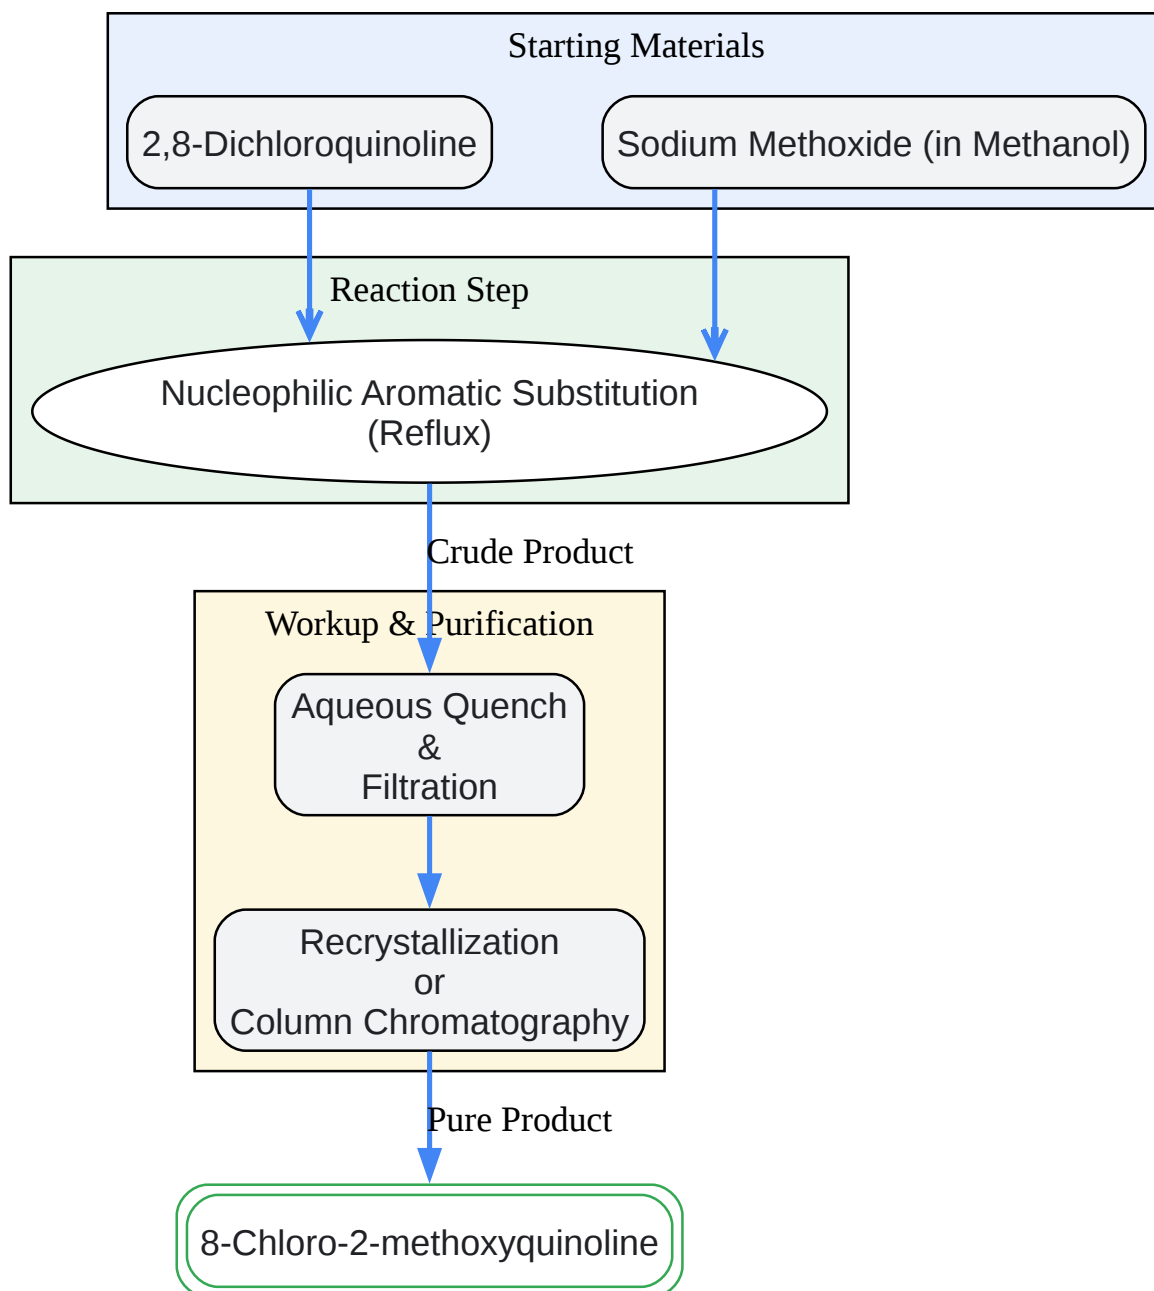 Starting Materials
2,8-Dichloroquinoline
Sodium Methoxide (in Methanol)
Reaction Step
Nucleophilic Aromatic Substitution
(Reflux)
Crude Product
Workup & Purification
Aqueous Quench
&
Filtration
Recrystallization
or
Column Chromatography
Pure Product
8-Chloro-2-methoxyquinoline